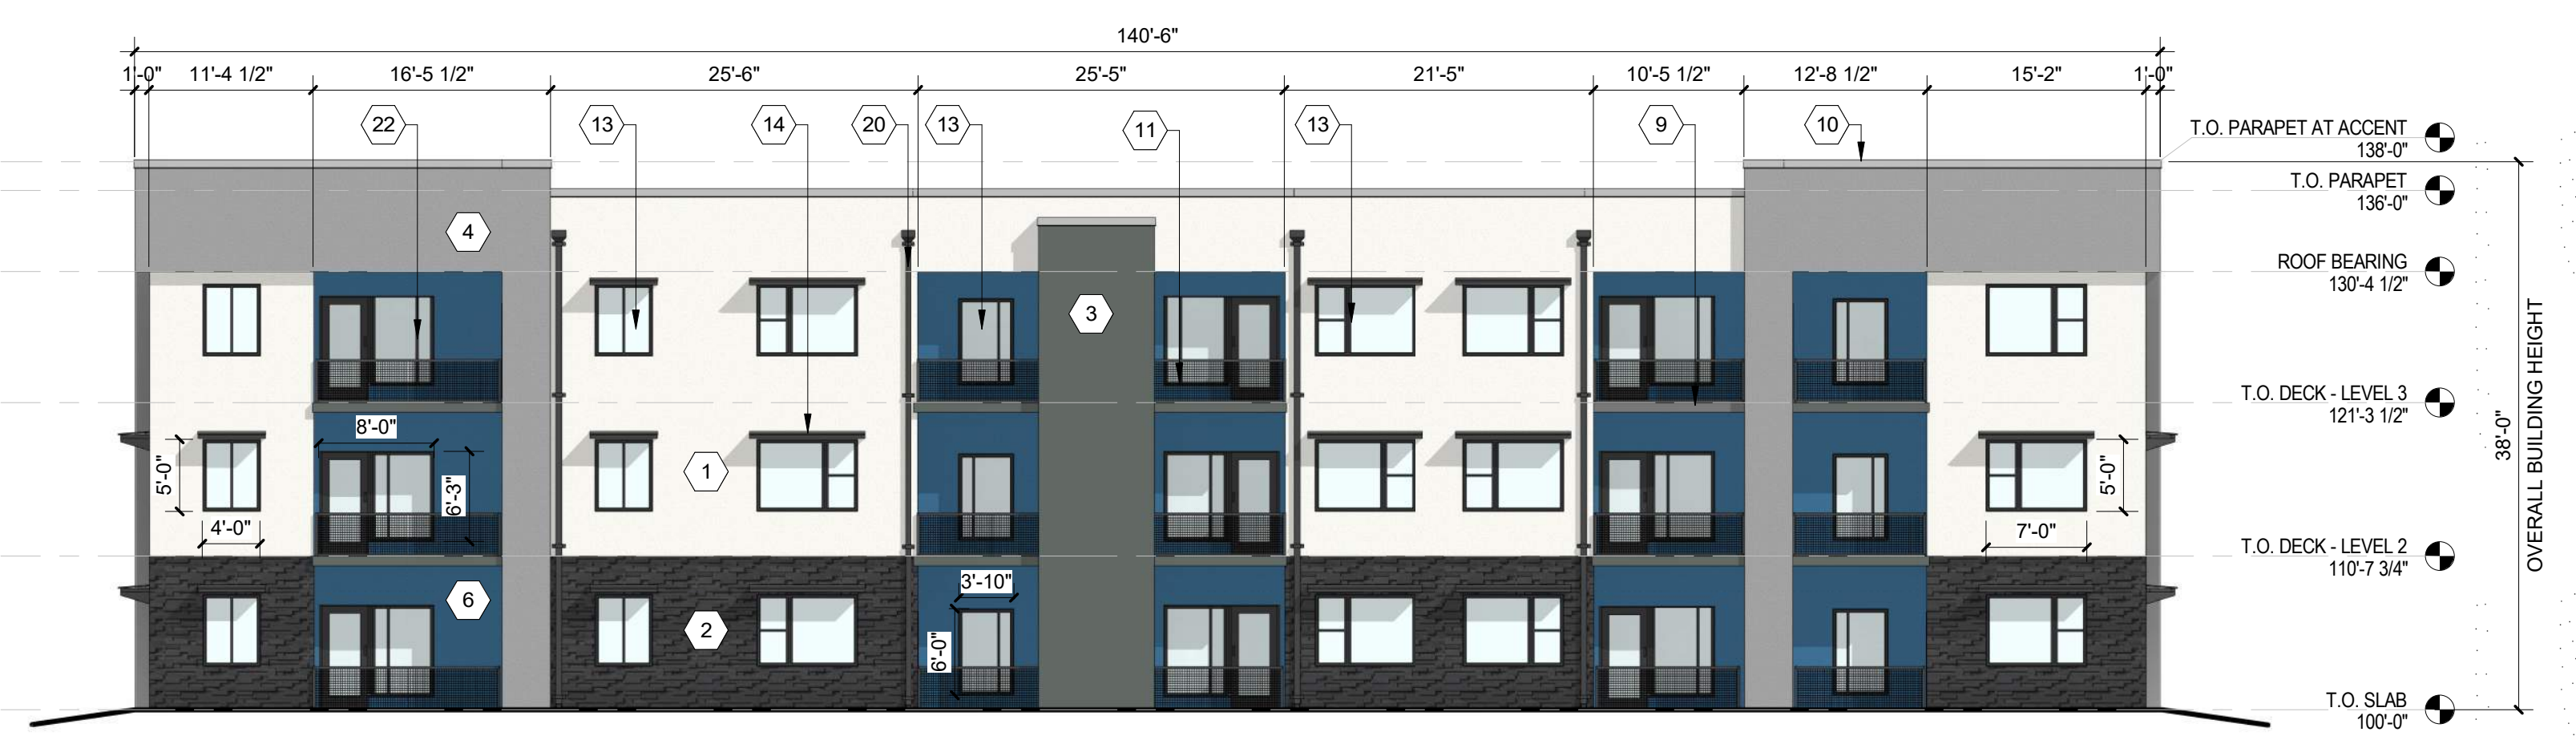 140'-6"
1'-0" 11'-4 1/2" 16'-5 1/2" 25'-6" 25'-5" 21'-5" 10'-5 1/2" 12'-8 1/2" 15'-2" 1'-0"
22 13 14 20 13 11 13 9 10
T.O. PARAPET AT ACCENT
138'-0"
T.O. PARAPET
136'-0"
4
ROOF BEARING
130'-4 1/2"
3
T.O. DECK - LEVEL 3
121'-3 1/2"
8'-0"
5'-0"
6'-3"
1
5'-0"
4'-0"
7'-0"
38'-0"
OVERALL BUILDING HEIGHT
T.O. DECK - LEVEL 2
110'-7 3/4"
6
2
3'-10"
6'-0"
T.O. SLAB
100'-0"